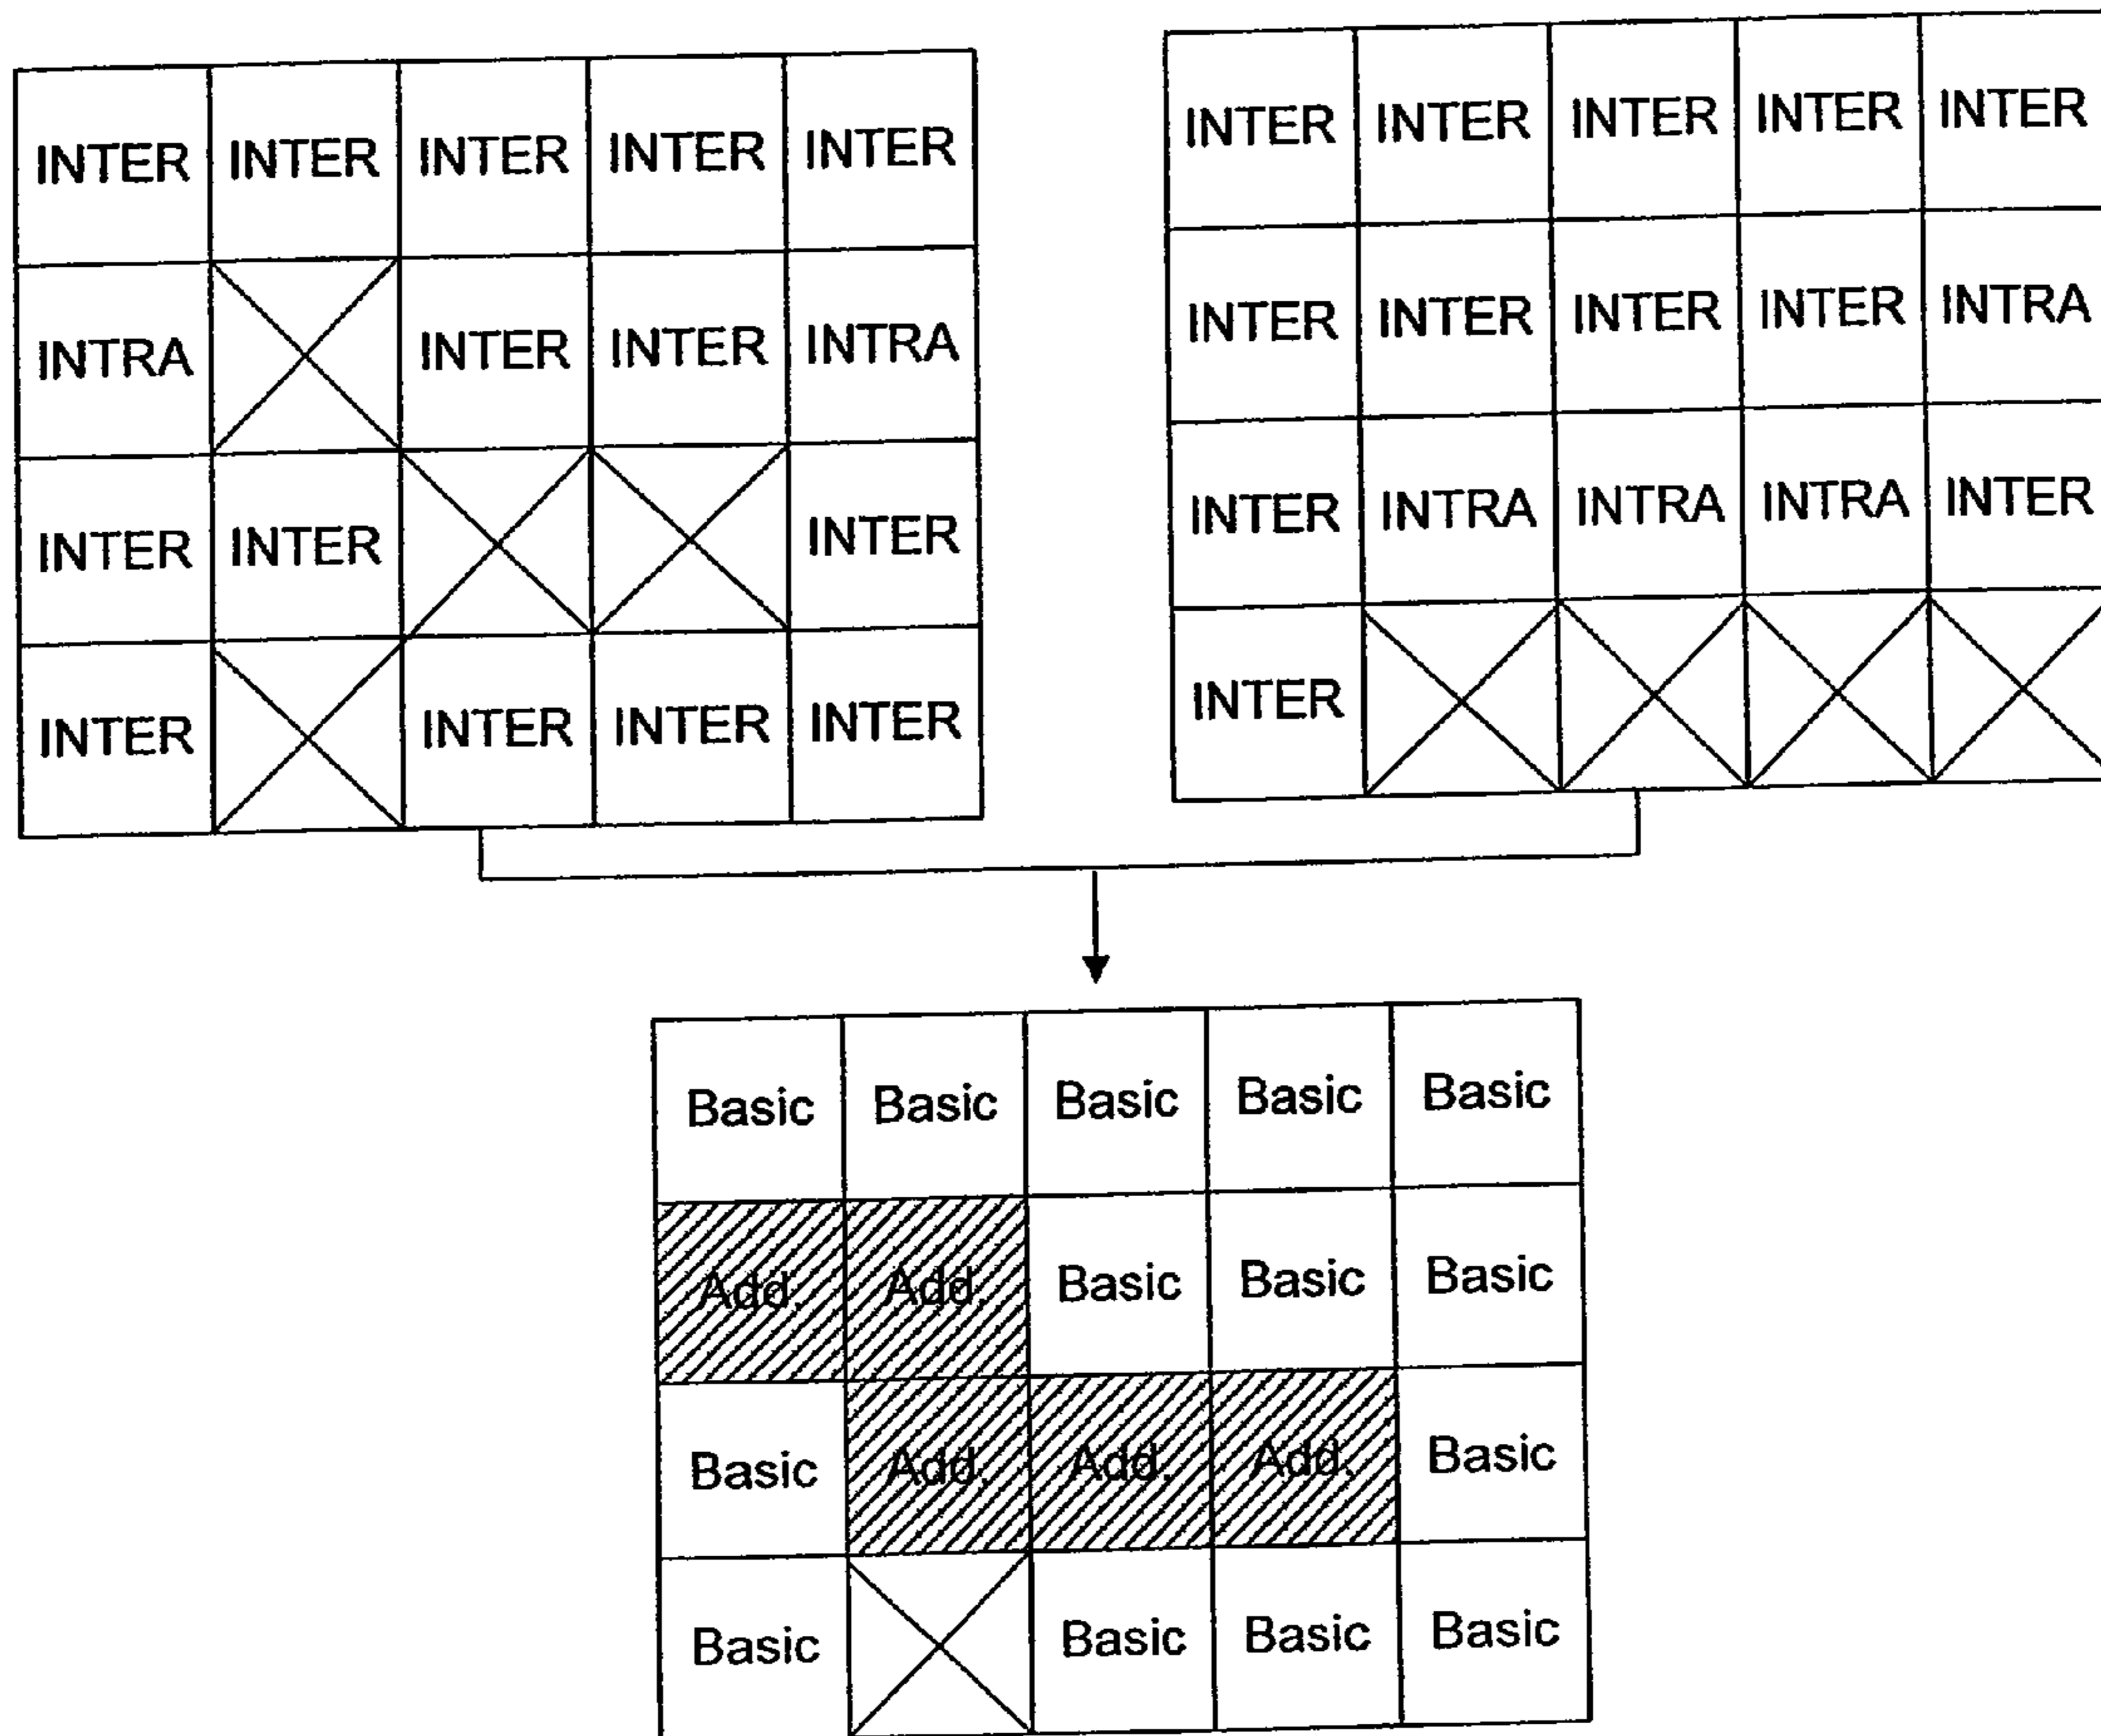 INTER INTER INTER INTER INTER
INTRA INTER INTER INTRA
INTER INTER INTER
INTER INTER INTER INTER
INTER INTER INTER INTER INTER
INTER INTER INTER INTER INTRA
INTER INTRA INTRA INTRA INTER
INTER
Basic Basic Basic Basic Basic
Add. Add. Basic Basic Basic
Basic Add. Add. Add. Basic
Basic Basic Basic Basic